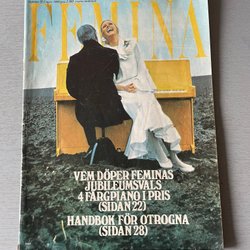 FEMINA
VEM DÖPER FEMINAS
JUBILEUMSVALS
4 FÄRGPIANO I PRIS
(SIDAN 22)
HANDBOK FÖR OTROGNA
(SIDAN 28)